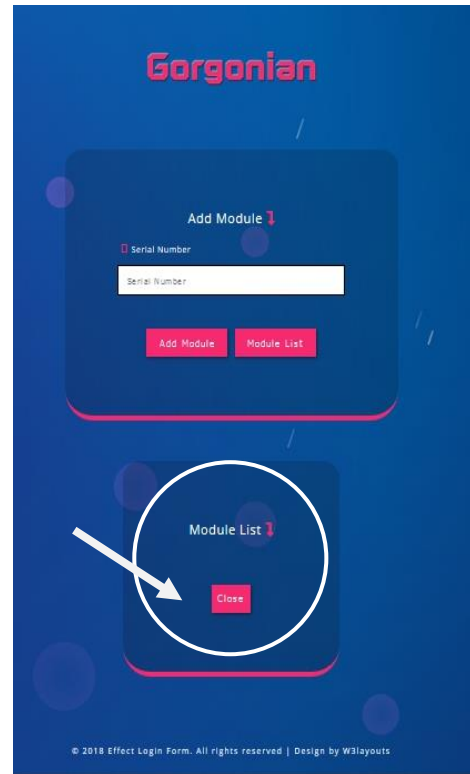 Gorgonian
Add Module
Serial Number
Serial Number
Add Module Module List
Module List
Close
© 2018 Effect Login Form. All rights reserved | Design by W3layouts